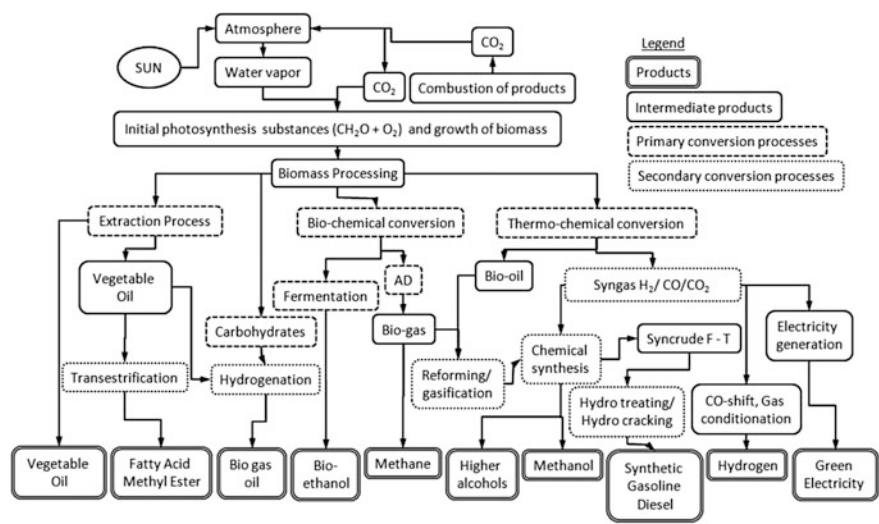 Atmosphere
CO2
Legend
SUN
Products
Water vapor
CO2
Combustion of products
Intermediate products
Initial photosynthesis substances (CH2O + O2) and growth of biomass
Primary conversion processes
Biomass Processing
Secondary conversion processes
Extraction Process
Bio-chemical conversion
Thermo-chemical conversion
Vegetable
Oil
AD
Bio-oil
Syngas H2/ CO/CO2
Fermentation
Carbohydrates
Bio-gas
Chemical
synthesis
Syncrude F - T
Electricity
generation
Transestrification
Hydrogenation
Reforming/
gasification
Hydro treating/
Hydro cracking
CO-shift, Gas
conditionation
Vegetable
Oil
Fatty Acid
Methyl Ester
Bio gas
oil
Bio-
ethanol
Methane
Higher
alcohols
Methanol
Synthetic
Gasoline
Diesel
Hydrogen
Green
Electricity